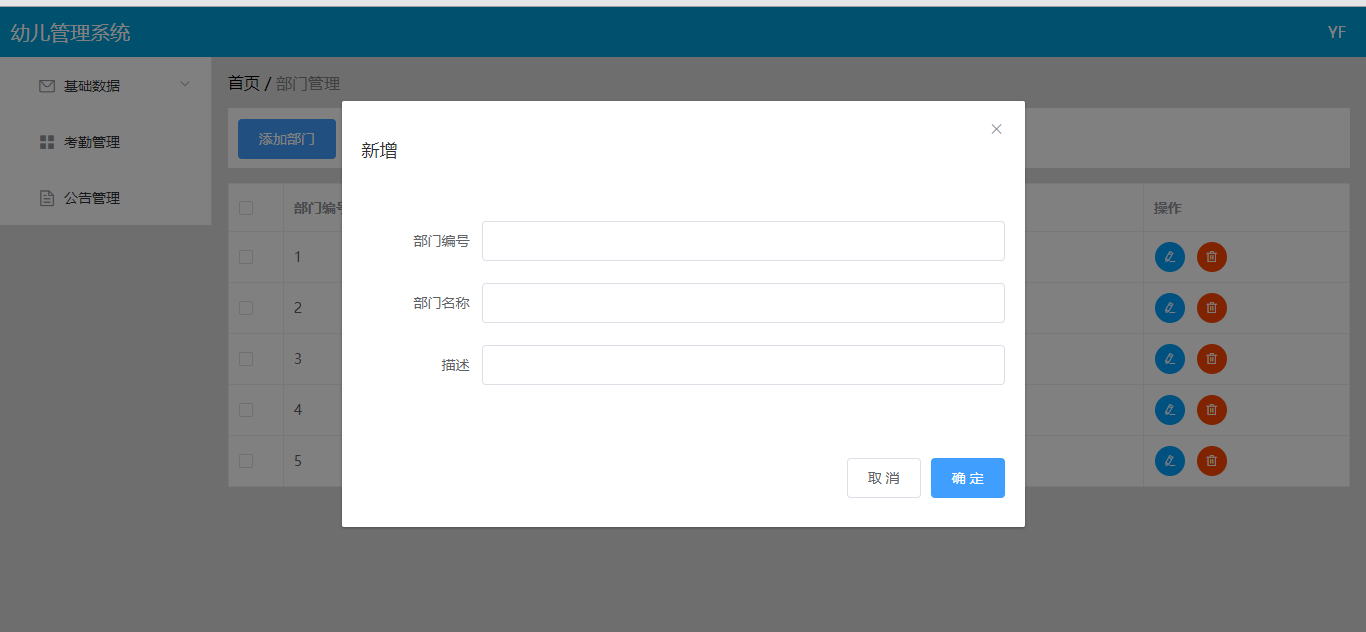 幼儿管理系统
YF
基础数据
考勤管理
公告管理
首页 / 部门管理
添加部门
新增
部门编号
部门名称
描述
取 消
确 定
部门编号
操作
1
2
3
4
5